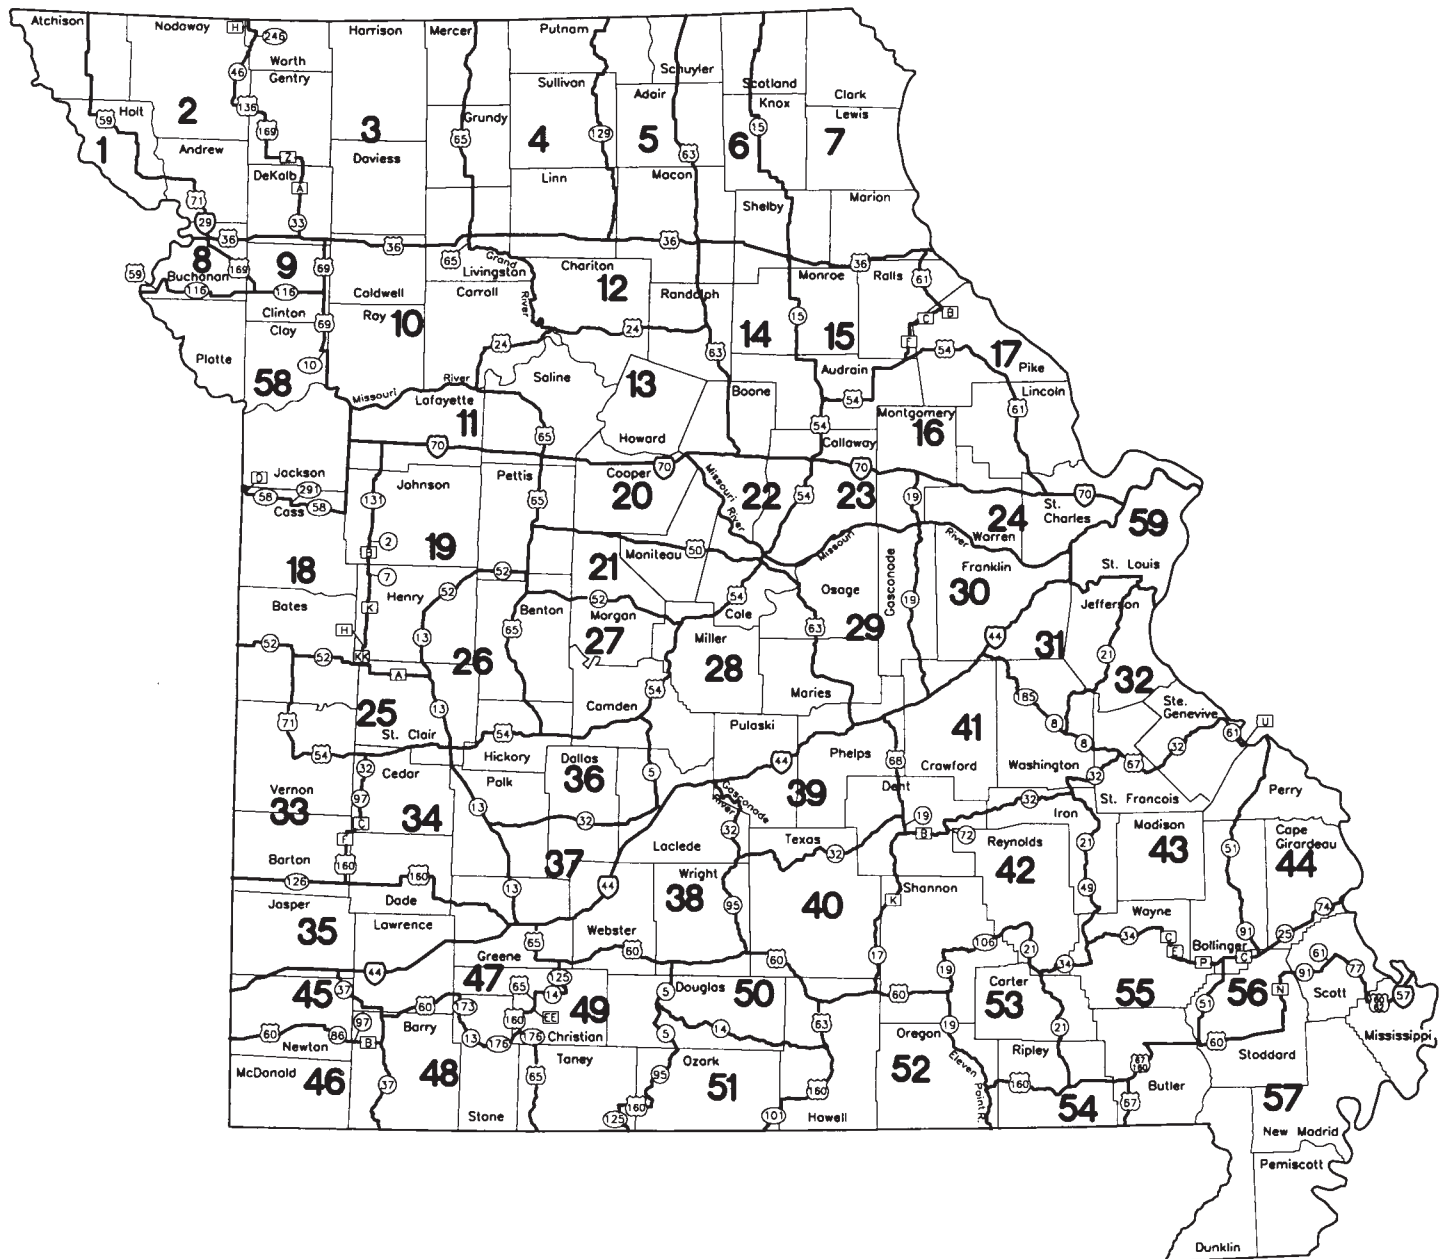 Atchison
Nodaway
H
246
Harrison
Mercer
Putnam
Worth
46
Gentry
Sullivan
Schuyler
Scotland
Adair
Knox
Clark
Lewis
Holt
59
1
2
136
169
3
Grundy
65
4
129
5
63
6
15
7
Andrew
Z
Daviess
DeKalb
A
Linn
Macon
71
Shelby
Marion
29
33
36
36
36
36
59
8
Buchanan
169
9
69
65
Grand
River
Livingston
Chariton
12
Monroe
Ralls
61
116
116
Caldwell
Carroll
Randolph
Clinton
Clay
69
Ray
10
24
24
63
14
15
15
C
B
F
54
17
Pike
Platte
10
58
Missouri
River
Lafayette
11
Saline
13
Audrain
54
Boone
Lincoln
61
Montgomery
16
65
Howard
54
Callaway
70
Jackson
D
58
291
58
Cass
Johnson
131
Pettis
65
Cooper
20
70
Missouri
River
22
54
23
70
19
70
St.
Charles
24
Warren
59
2
B
19
18
7
52
52
21
Moniteau
50
Missouri
River
Gasconade
Franklin
30
St. Louis
Bates
K
Henry
Benton
52
Morgan
27
54
Cole
Osage
19
Jefferson
H
13
65
Miller
28
63
29
44
31
21
52
52
KK
A
26
32
25
13
54
Camden
Maries
185
Ste.
Genevive
U
71
St. Clair
54
Pulaski
41
8
8
61
54
Hickory
Dallas
36
5
44
Phelps
68
Crawford
Washington
32
67
32
32
Cedar
Polk
39
Dent
St. Francois
Perry
Vernon
33
97
34
13
32
Gasconade
River
32
32
Iron
C
F
Laclede
Texas
32
19
B
72
Reynolds
42
21
Madison
43
51
Cape
Girardeau
44
Barton
160
37
Wright
38
126
160
13
44
95
40
Shannon
K
49
Jasper
35
Dade
Lawrence
Webster
Wayne
74
65
60
106
21
34
C
E
Bollinger
91
25
Greene
60
17
19
34
P
C
61
44
47
125
Douglas
50
Carter
53
55
56
91
77
45
37
65
14
49
5
N
Scott
57
60
73
160
EE
60
51
60
62
97
Barry
13
176
176
Christian
5
14
63
Oregon
19
21
Mississippi
60
86
B
Newton
Taney
Ozark
52
Eleven
Point R.
Ripley
67
160
60
Stoddard
McDonald
46
37
48
65
95
51
160
160
Butler
160
54
67
57
Stone
125
101
Howell
New Madrid
Pemiscott
Dunklin